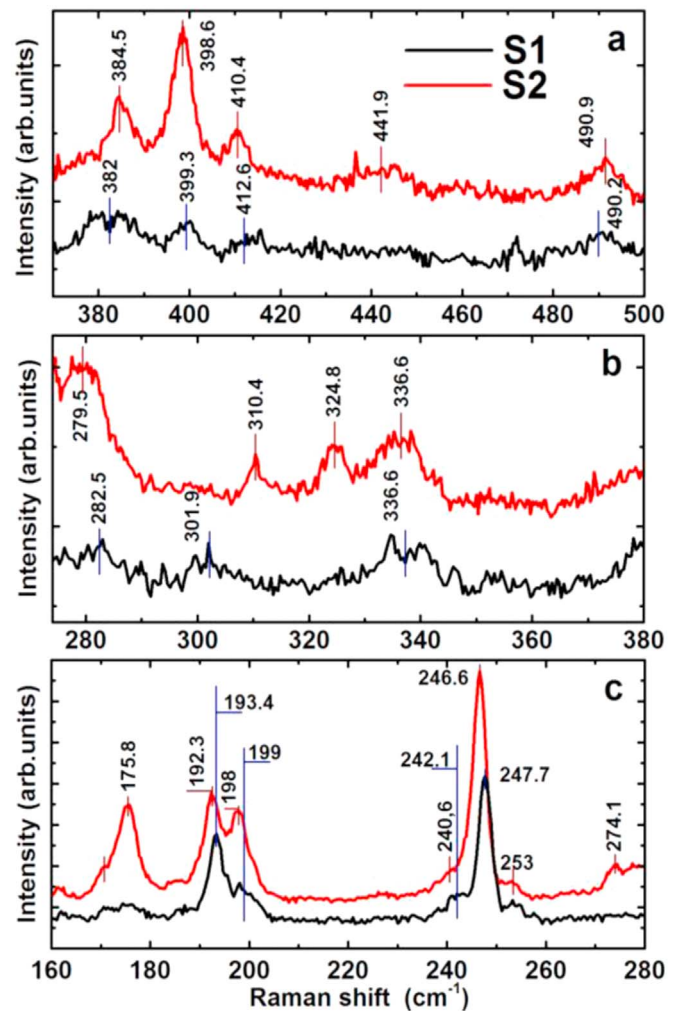 a
S1
S2
384.5
398.6
410.4
441.9
490.9
382
399.3
412.6
490.2
Intensity (arb.units)
380 400 420 440 460 480 500
b
279.5
310.4
324.8
336.6
282.5
301.9
336.6
Intensity (arb.units)
280 300 320 340 360 380
c
175.8
192.3
193.4
198
199
246.6
242.1
247.7
240,6
253
274.1
Intensity (arb.units)
160 180 200 220 240 260 280
Raman shift (cm-1)